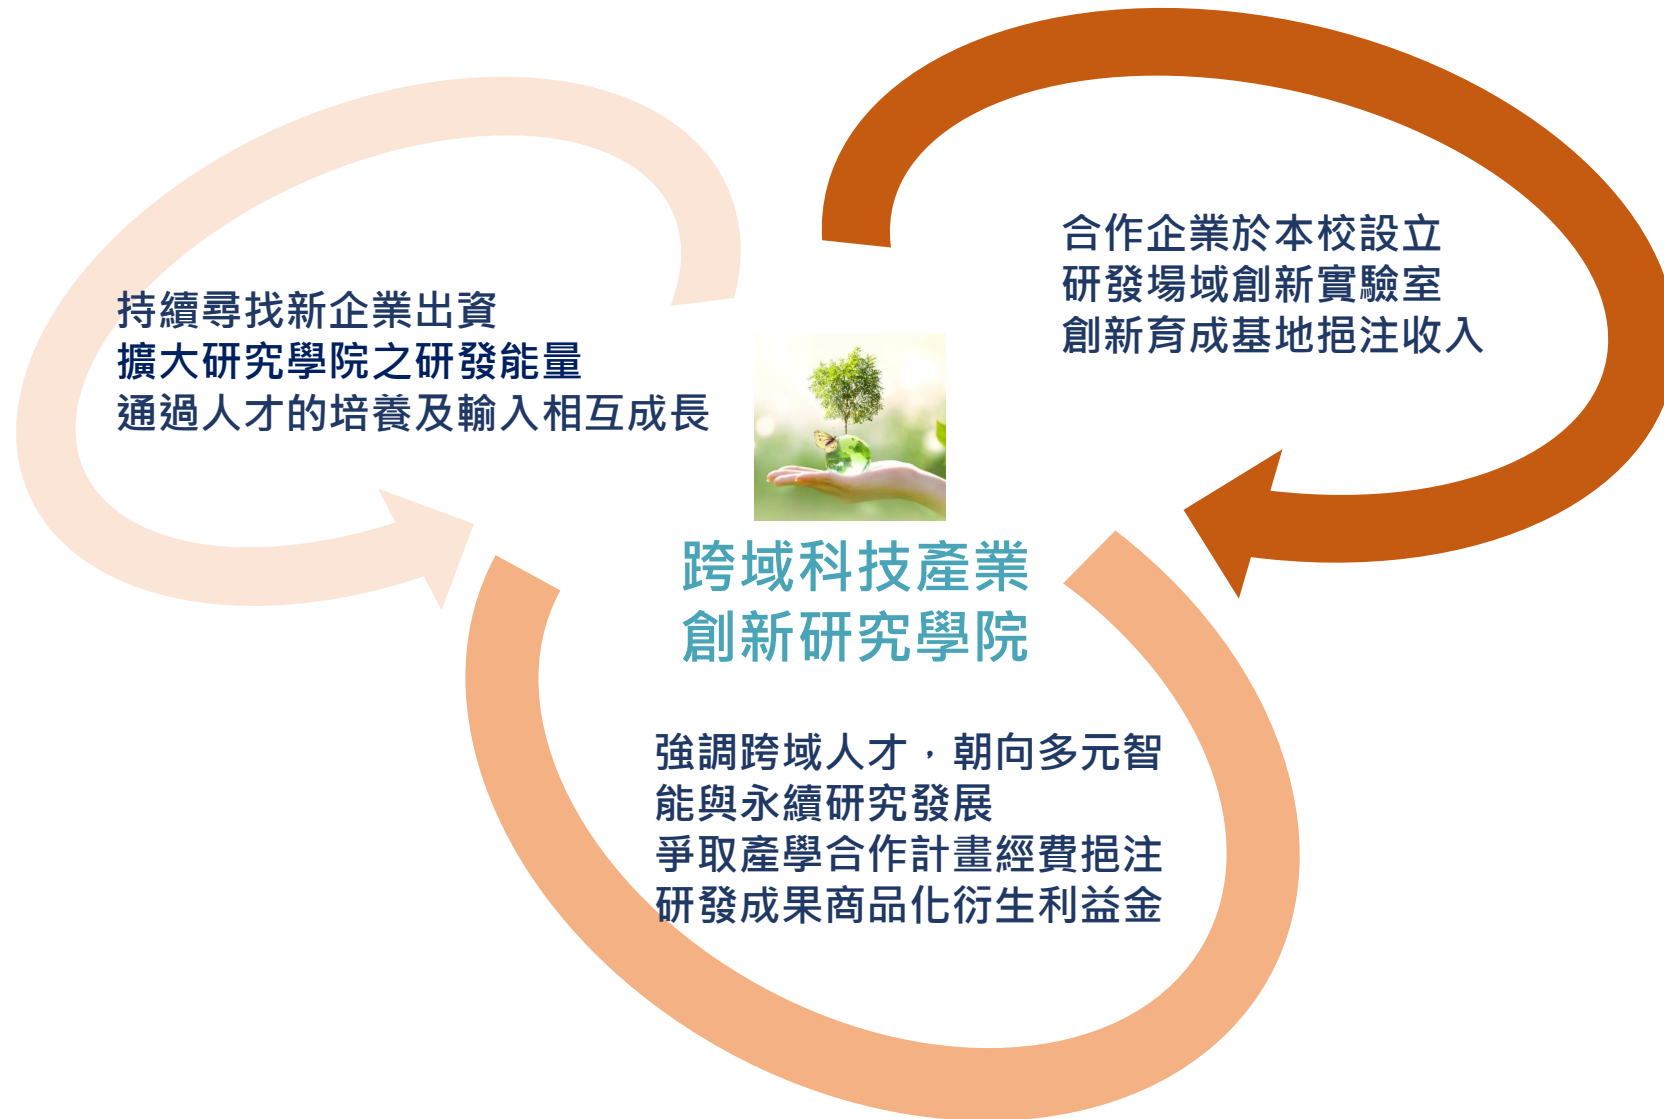 持續尋找新企業出資
擴大研究學院之研發能量
通過人才的培養及輸入相互成長
合作企業於本校設立
研發場域創新實驗室
創新育成基地挹注收入
跨域科技產業
創新研究學院
強調跨域人才，朝向多元智
能與永續研究發展
爭取產學合作計畫經費挹注
研發成果商品化衍生利益金